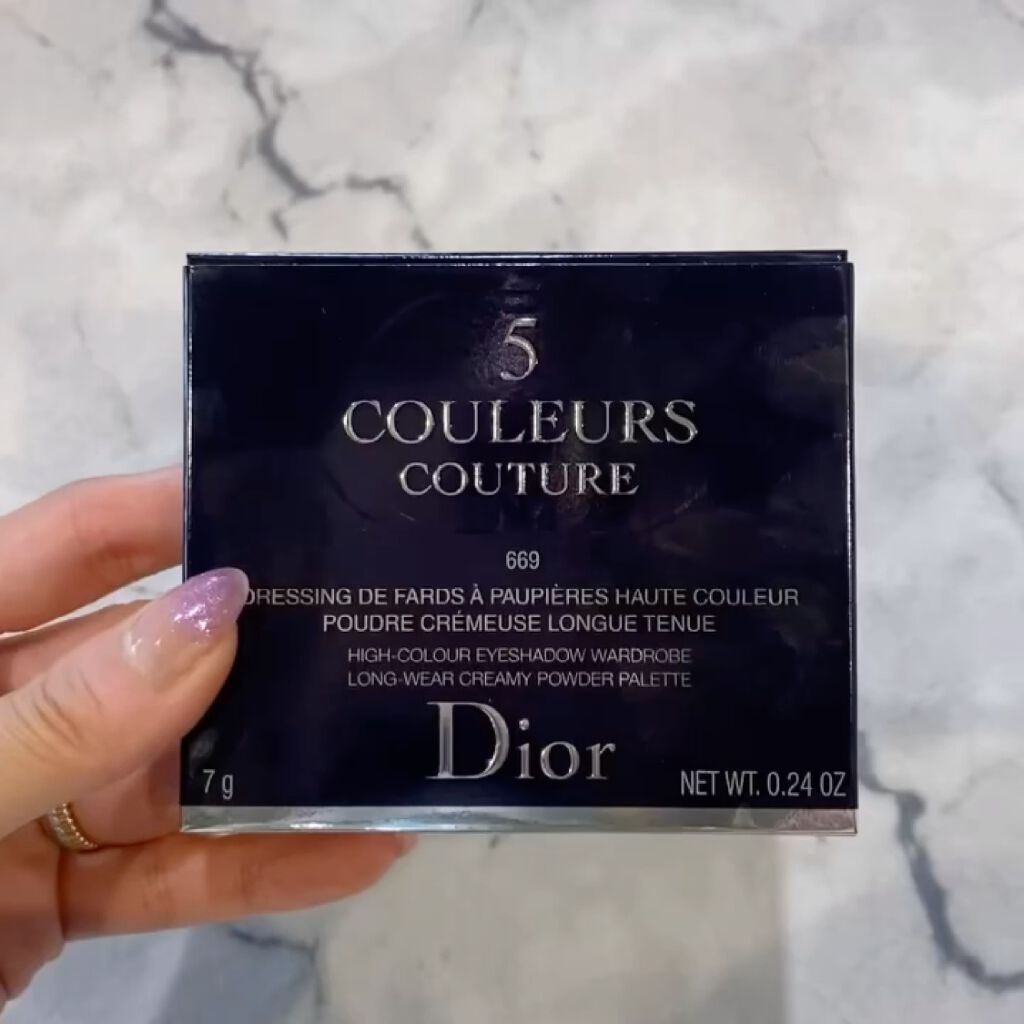 5
COULEURS
COUTURE
669
DRESSING DE FARDS À PAUPIÈRES HAUTE COULEUR
POUDRE CRÉMEUSE LONGUE TENUE
HIGH-COLOUR EYESHADOW WARDROBE
LONG-WEAR CREAMY POWDER PALETTE
Dior
7 g
NET WT. 0.24 OZ